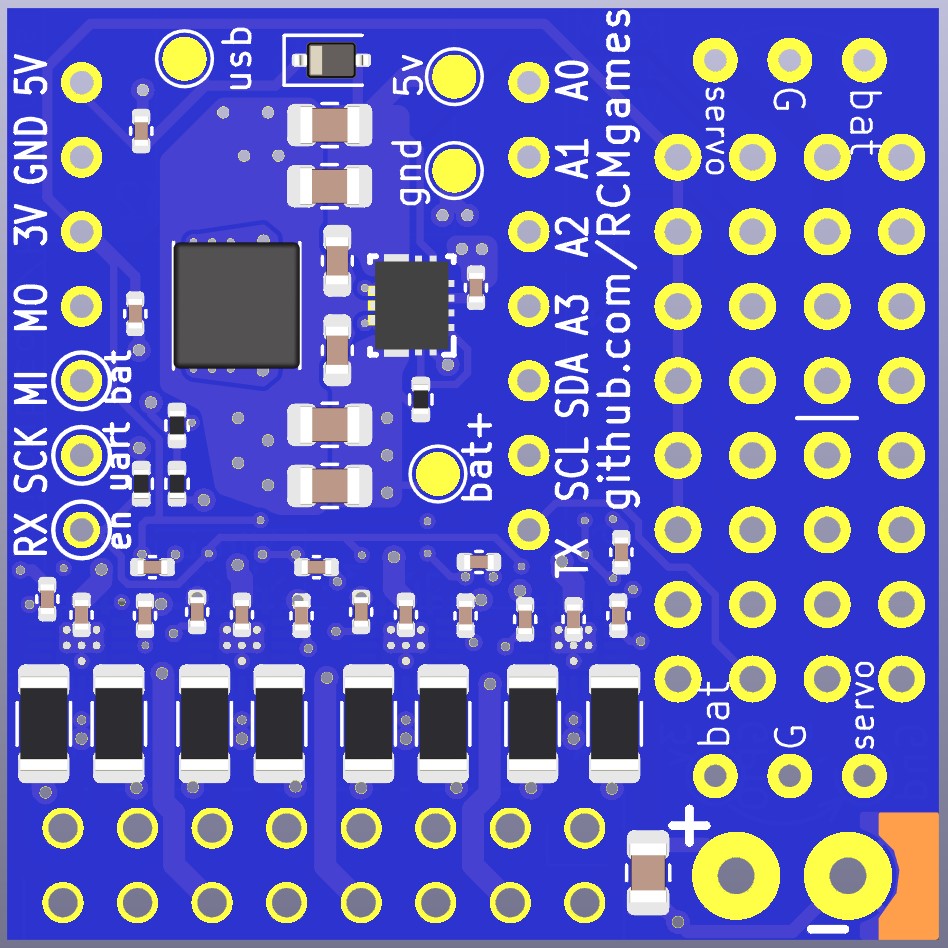 usb
5V
GND
3V
MO
MI
SCK
RX
bat
uart
en
5v
gnd
bat+
A0
A1
A2
A3
SDA
SCL
TX
github.com/RCMgames
servo
G
bat
bat
G
servo
+
-